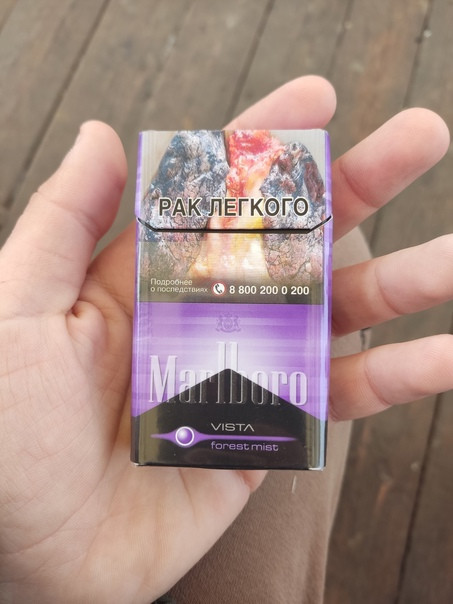 РАК ЛЕГКОГО
Подробнее
о последствиях 8 800 200 0 200
Marlboro
VISTA
forest mist